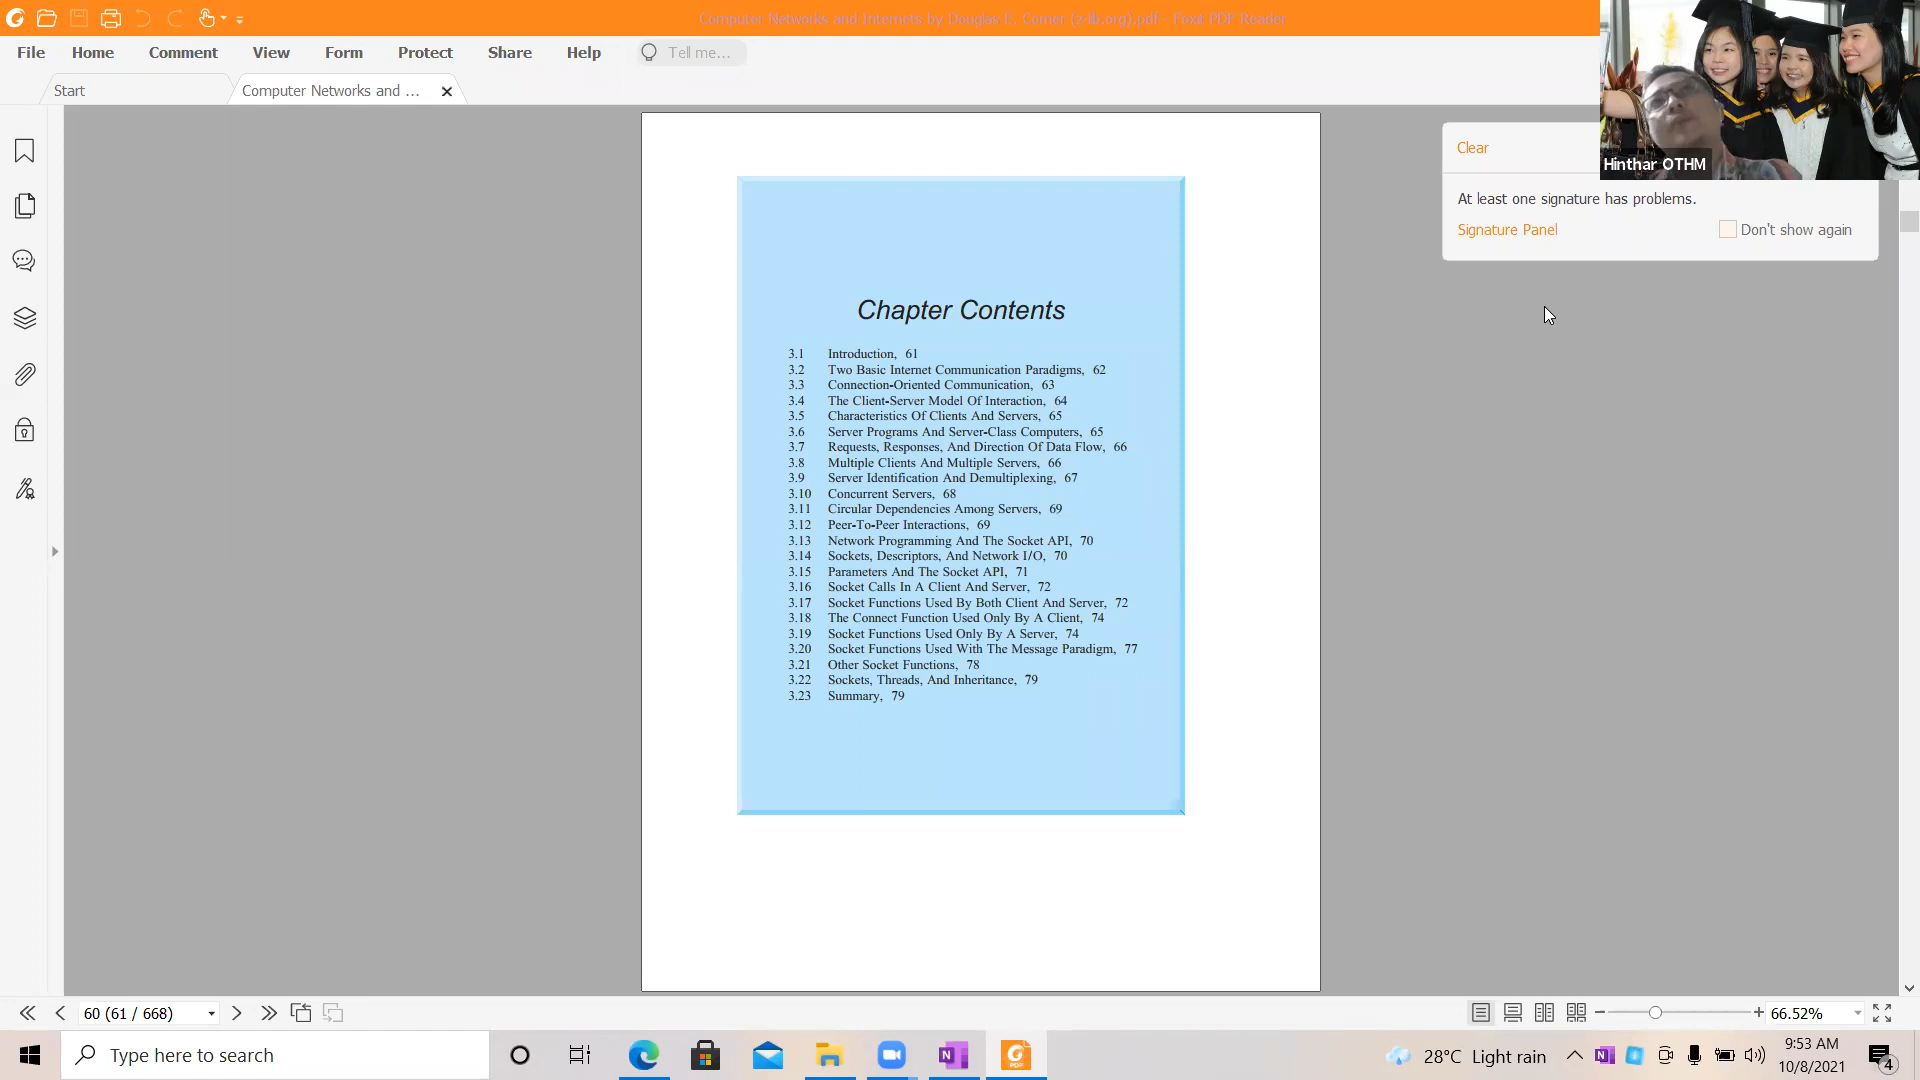 Computer Networks and Internets by Douglas E. Comer (z-lib.org).pdf - Foxit PDF Reader
File Home Comment View Form Protect Share Help Tell me...
Start Computer Networks and ...
Hinthar OTHM
Clear
At least one signature has problems.
Signature Panel Don't show again
Chapter Contents
3.1 Introduction, 61
3.2 Two Basic Internet Communication Paradigms, 62
3.3 Connection-Oriented Communication, 63
3.4 The Client-Server Model Of Interaction, 64
3.5 Characteristics Of Clients And Servers, 65
3.6 Server Programs And Server-Class Computers, 65
3.7 Requests, Responses, And Direction Of Data Flow, 66
3.8 Multiple Clients And Multiple Servers, 66
3.9 Server Identification And Demultiplexing, 67
3.10 Concurrent Servers, 68
3.11 Circular Dependencies Among Servers, 69
3.12 Peer-To-Peer Interactions, 69
3.13 Network Programming And The Socket API, 70
3.14 Sockets, Descriptors, And Network I/O, 70
3.15 Parameters And The Socket API, 71
3.16 Socket Calls In A Client And Server, 72
3.17 Socket Functions Used By Both Client And Server, 72
3.18 The Connect Function Used Only By A Client, 74
3.19 Socket Functions Used Only By A Server, 74
3.20 Socket Functions Used With The Message Paradigm, 77
3.21 Other Socket Functions, 78
3.22 Sockets, Threads, And Inheritance, 79
3.23 Summary, 79
60 (61 / 668) 66.52%
Type here to search 28°C Light rain 9:53 AM
10/8/2021 4